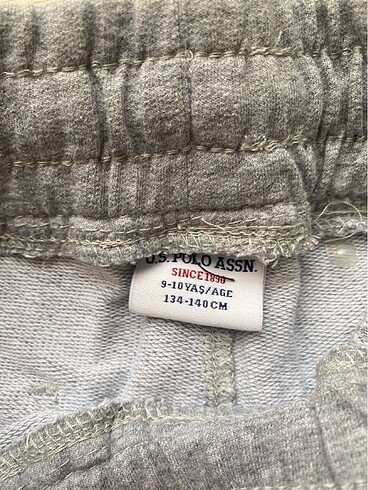 U.S. POLO ASSN.
SINCE 1890
9-10 YAŞ/AGE
134-140 CM